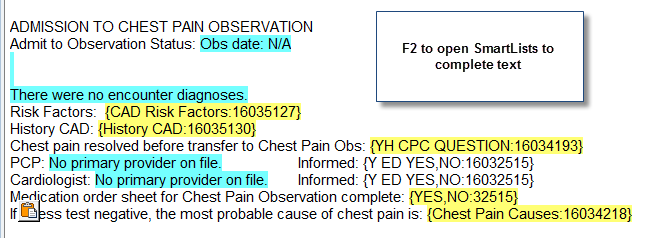 ADMISSION TO CHEST PAIN OBSERVATION
Admit to Observation Status: Obs date: N/A
F2 to open SmartLists to
complete text
There were no encounter diagnoses.
Risk Factors: {CAD Risk Factors:16035127}
History CAD: {History CAD:16035130}
Chest pain resolved before transfer to Chest Pain Obs: {YH CPC QUESTION:16034193}
PCP: No primary provider on file. Informed: {Y ED YES,NO:16032515}
Cardiologist: No primary provider on file. Informed: {Y ED YES,NO:16032515}
Medication order sheet for Chest Pain Observation complete: {YES,NO:32515}
If ess test negative, the most probable cause of chest pain is: {Chest Pain Causes:16034218}